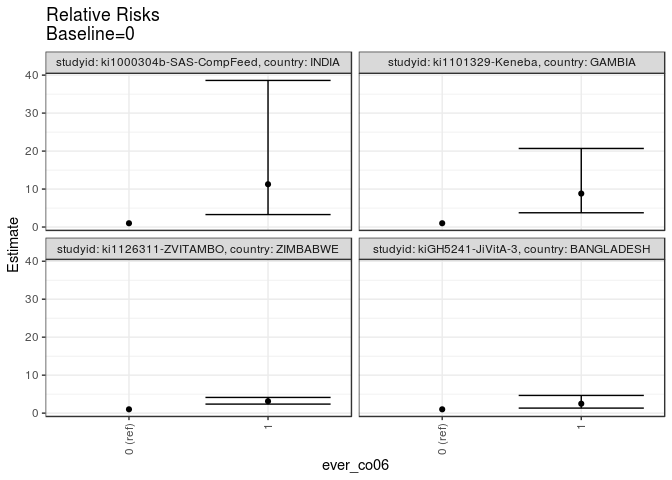 Relative Risks
Baseline=0
studyid: ki1000304b-SAS-CompFeed, country: INDIA
studyid: ki1101329-Keneba, country: GAMBIA
40
30
20
10
0
studyid: ki1126311-ZVITAMBO, country: ZIMBABWE
studyid: kiGH5241-JiVitA-3, country: BANGLADESH
40
30
20
10
0
Estimate
0 (ref)
1
0 (ref)
1
ever_co06